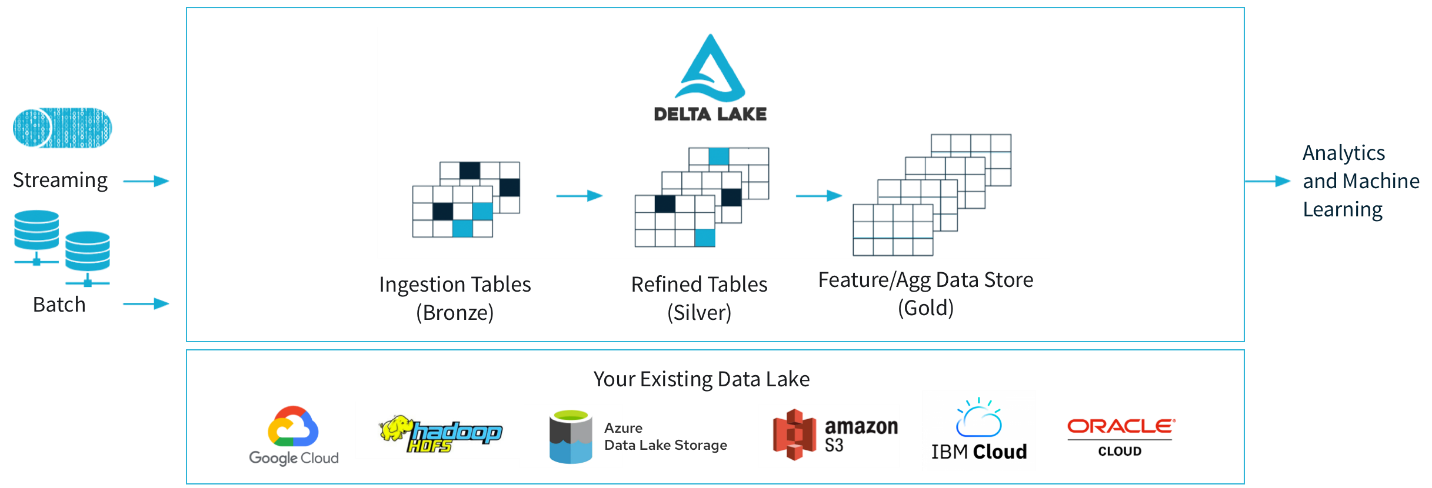 DELTA LAKE
Streaming
Batch
Ingestion Tables
(Bronze)
Refined Tables
(Silver)
Feature/Agg Data Store
(Gold)
Analytics
and Machine
Learning
Your Existing Data Lake
Google Cloud
hadoop
HDFS
Azure
Data Lake Storage
amazon
S3
IBM Cloud
ORACLE
CLOUD